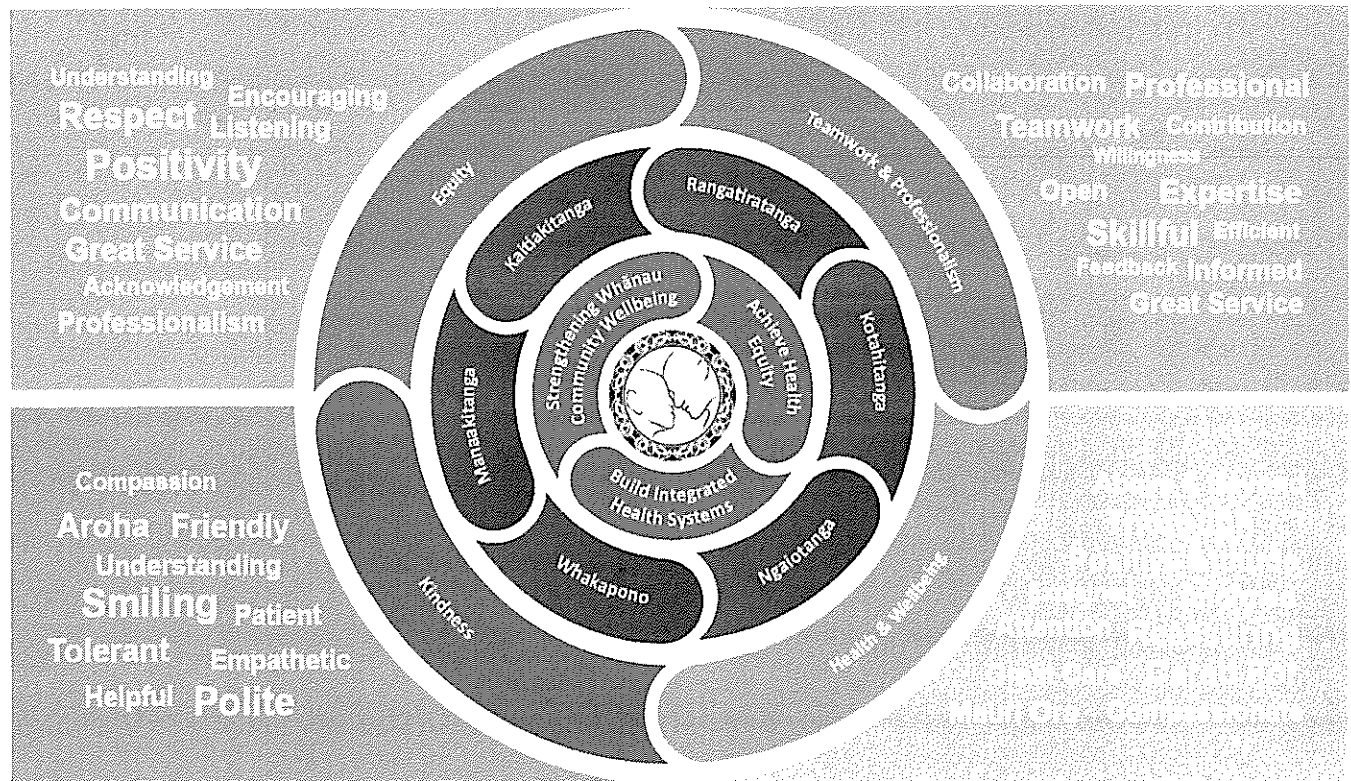 Understanding
Encouraging
Respect
Listening
Positivity
Communication
Great Service
Acknowledgement
Professionalism
Collaboration Professional
Teamwork Contribution
Willingness
Open Expertise
Skillful Efficient
Feedback Informed
Great Service
Equity
Teamwork & Professionalism
Kaitiakitanga
Rangatiratanga
Kotahitanga
Manaakitanga
Whakapono
Ngaiotanga
Strengthening Whānau
Community Wellbeing
Achieve Health
Equity
Build Integrated
Health Systems
Kindness
Health & Wellbeing
Compassion
Aroha Friendly
Understanding
Smiling Patient
Tolerant Empathetic
Helpful Polite
Mauri Ora